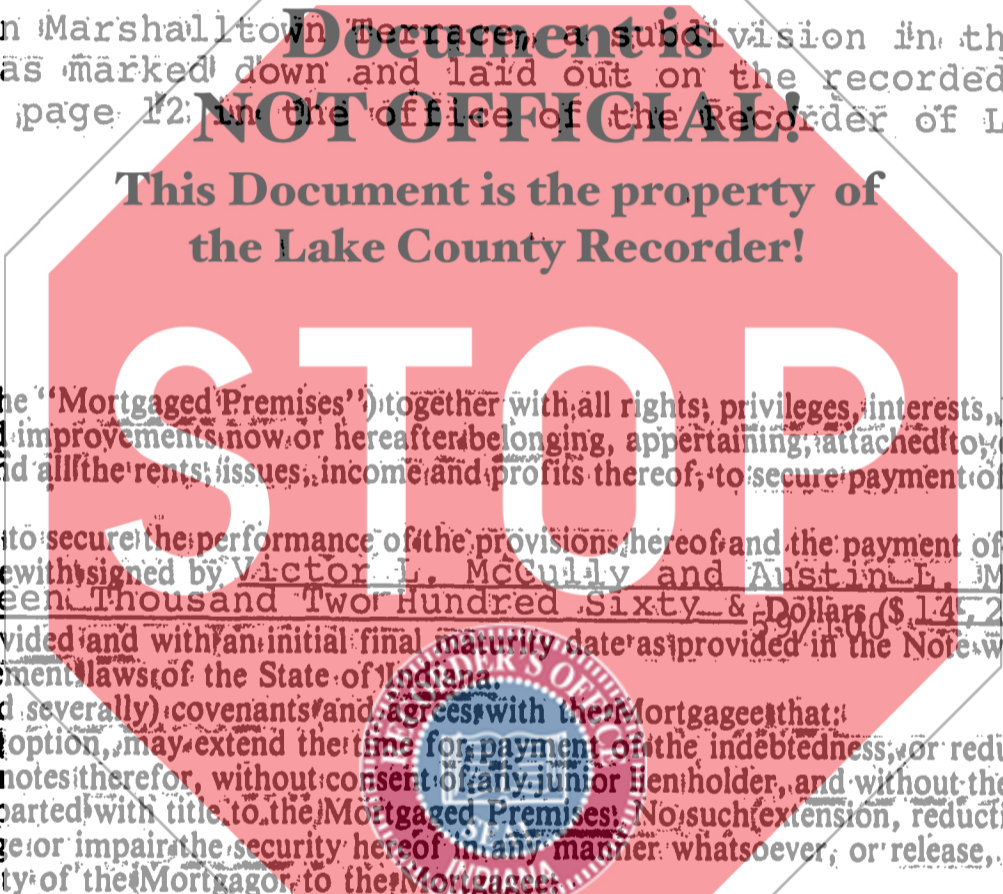 n Marshalltown Terrace, a subdivision in th
Document is
as marked down and laid out on the recorded
page 12 in the office of the Recorder of L
NOT OFFICIAL!
This Document is the property of
the Lake County Recorder!
STOP
he "Mortgaged Premises") together with all rights, privileges, interests,
improvements now or hereafter belonging, appertaining, attached to,
nd all the rents, issues, income and profits thereof, to secure payment of
to secure the performance of the provisions hereof and the payment of
ewith signed by Victor L. McCully and Austin L. M
een Thousand Two Hundred Sixty & 59/100 Dollars ($ 14,2
vided and with an initial final maturity date as provided in the Note w
ement laws of the State of Indiana.
d severally) covenants and agrees with the Mortgagee that:
option, may extend the time for payment of the indebtedness, or redu
notes therefor, without consent of any junior lienholder, and without the
parted with title to the Mortgaged Premises. No such extension, reducti
ge or impair the security hereof in any manner whatsoever, or release,
ty of the Mortgagor to the Mortgagee.
RECORDER'S OFFICE
SEAL
INDIANA